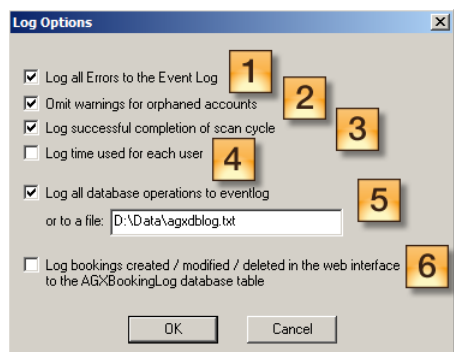 Log Options
Log all Errors to the Event Log 1
Omit warnings for orphaned accounts 2
Log successful completion of scan cycle 3
Log time used for each user 4
Log all database operations to eventlog 5
or to a file: D:\Data\agxdblog.txt
Log bookings created / modified / deleted in the web interface 6
to the AGXBookingLog database table
OK Cancel